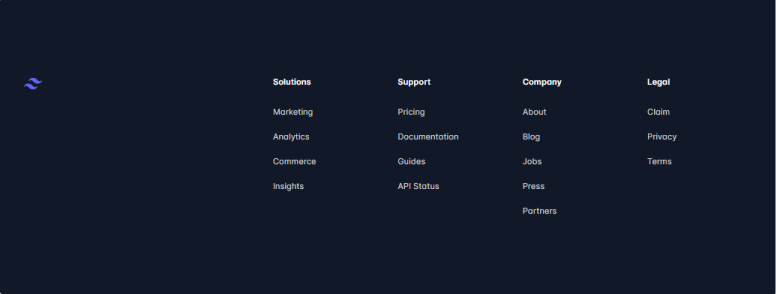 Solutions
Marketing
Analytics
Commerce
Insights
Support
Pricing
Documentation
Guides
API Status
Company
About
Blog
Jobs
Press
Partners
Legal
Claim
Privacy
Terms